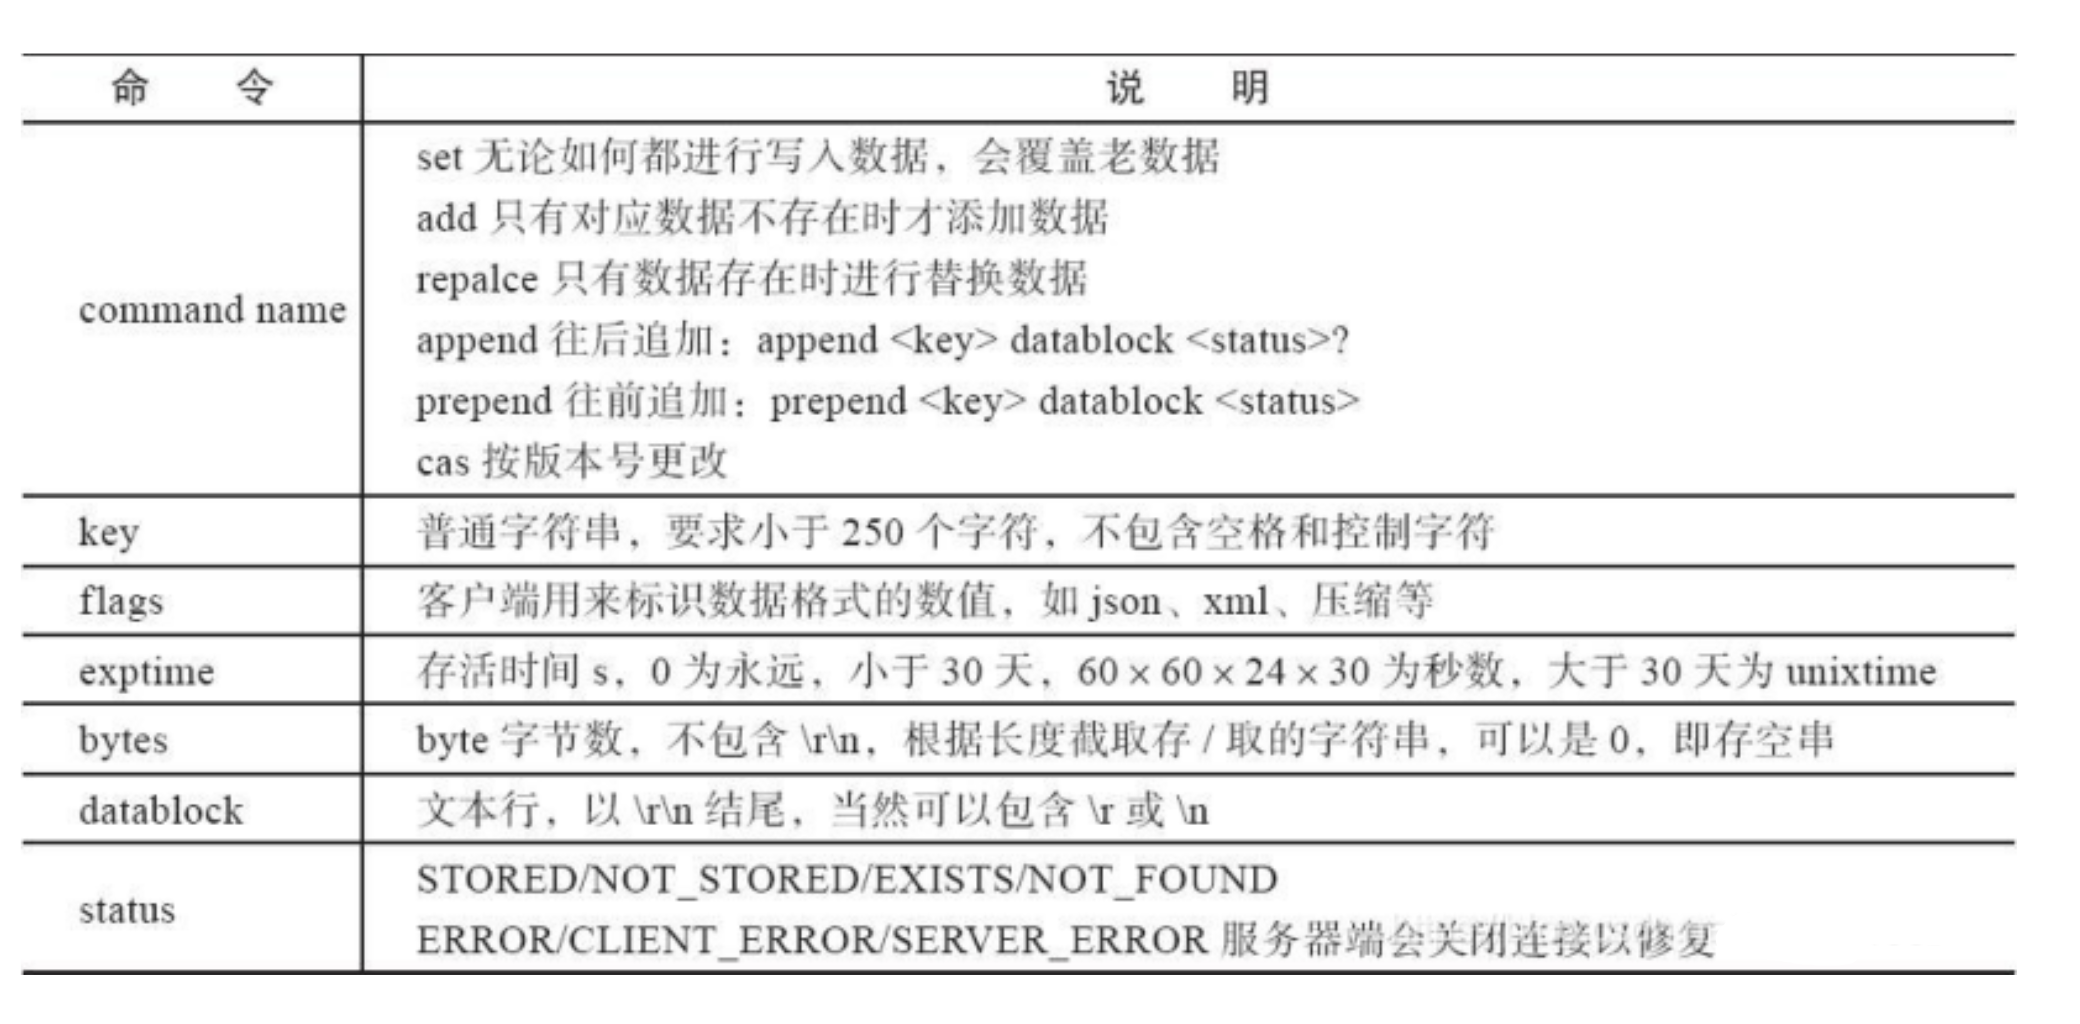 命 令 说 明
command name
set 无论如何都进行写入数据，会覆盖老数据
add 只有对应数据不存在时才添加数据
repalce 只有数据存在时进行替换数据
append 往后追加：append <key> datablock <status>?
prepend 往前追加：prepend <key> datablock <status>
cas 按版本号更改
key 普通字符串，要求小于 250 个字符，不包含空格和控制字符
flags 客户端用来标识数据格式的数值，如 json、xml、压缩等
exptime 存活时间 s，0 为永远，小于 30 天，60 × 60 × 24 × 30 为秒数，大于 30 天为 unixtime
bytes byte 字节数，不包含 \r\n，根据长度截取存 / 取的字符串，可以是 0，即存空串
datablock 文本行，以 \r\n 结尾，当然可以包含 \r 或 \n
status
STORED/NOT_STORED/EXISTS/NOT_FOUND
ERROR/CLIENT_ERROR/SERVER_ERROR 服务器端会关闭连接以修复